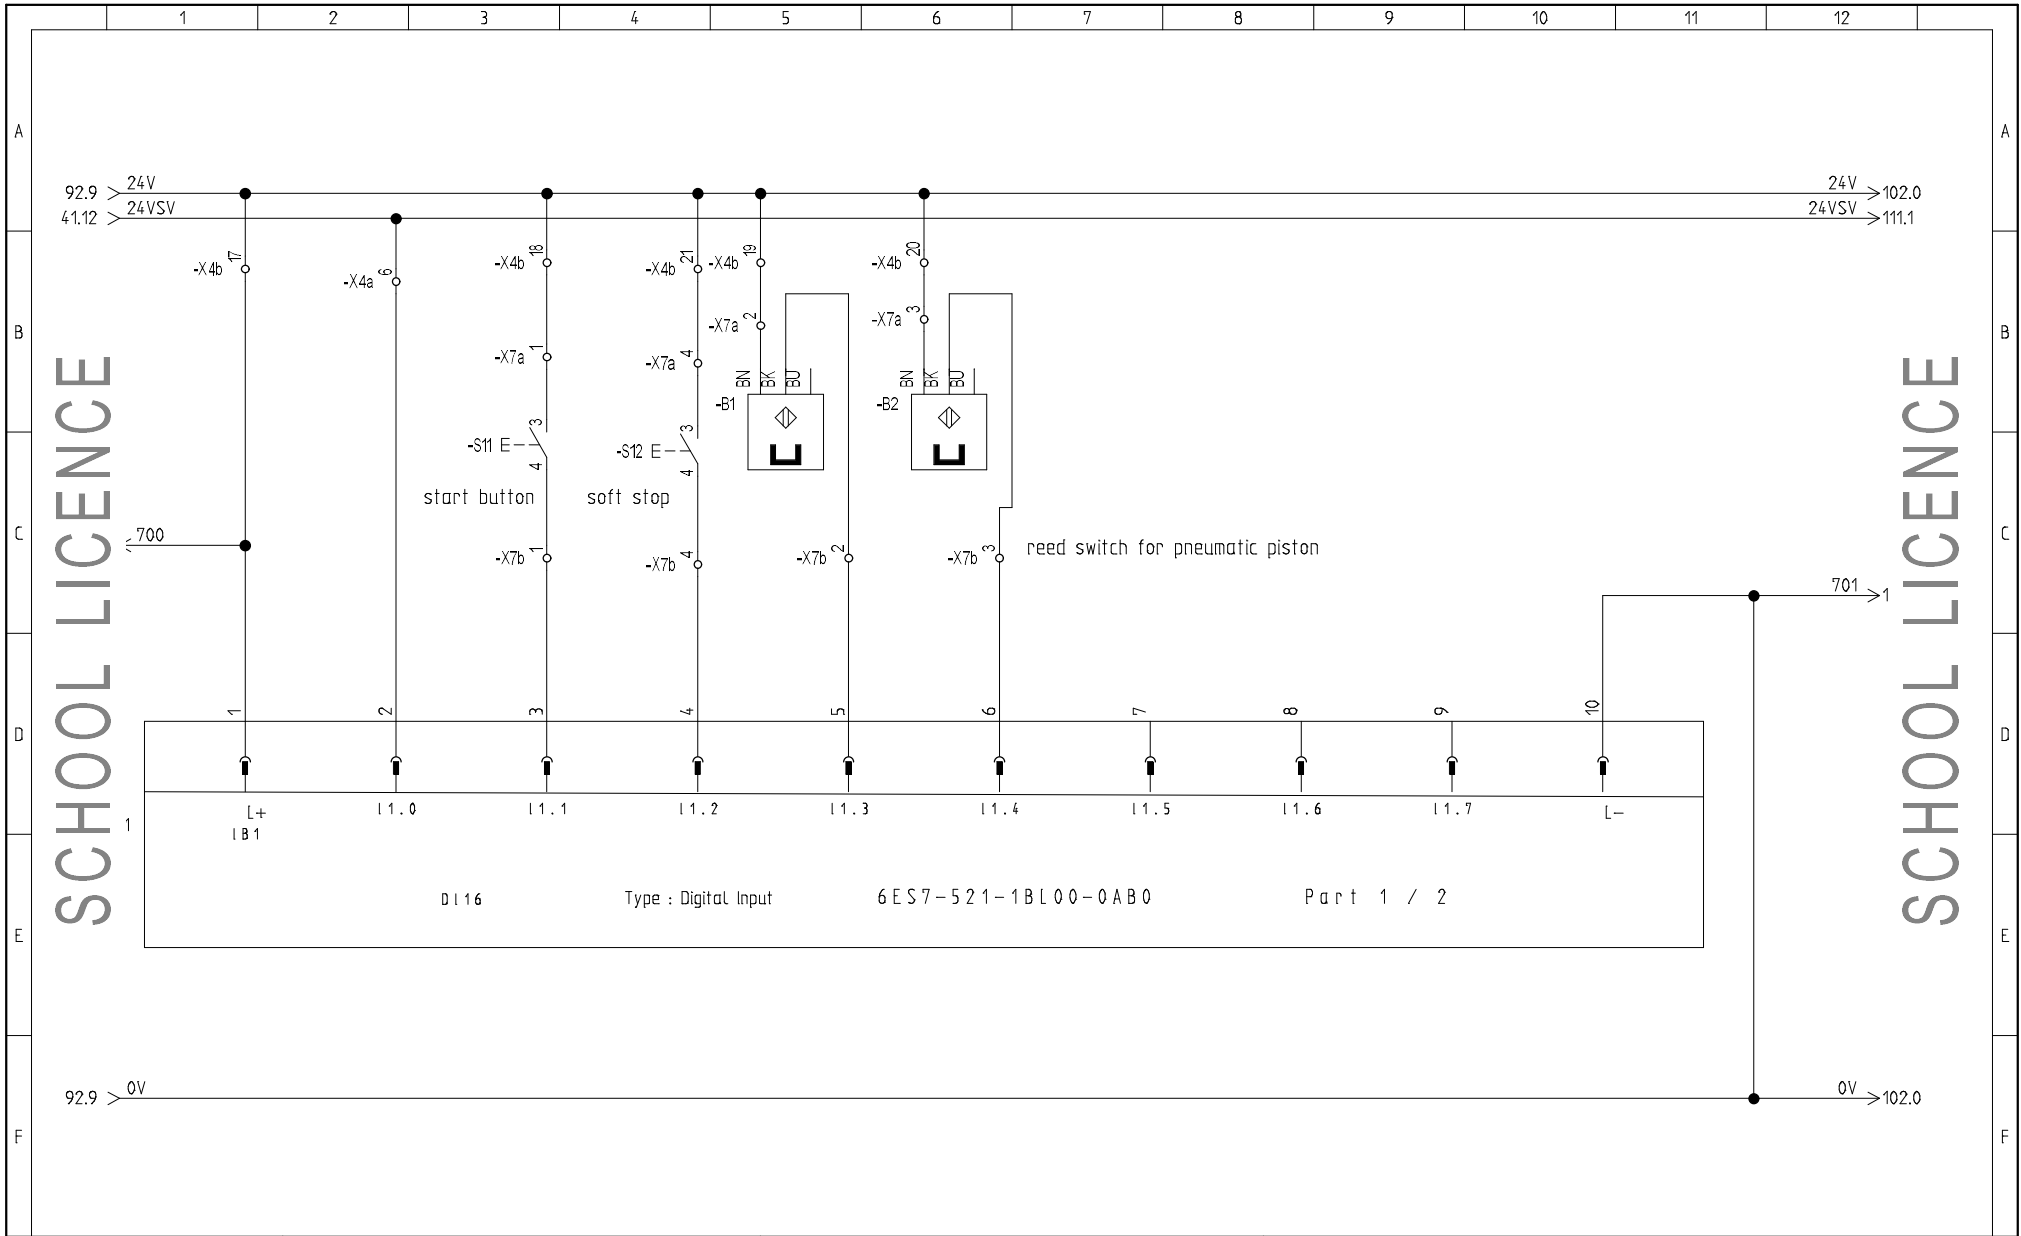 1 2 3 4 5 6 7 8 9 10 11 12
A A
92.9 24V 24V 102.0
41.12 24VSV 24VSV 111.1
-X4b 17 -X4a 6 -X4b 18 -X4b 21 -X4b 19 -X4b 20
B B
-X7a 1 -X7a 4 -X7a 2 -X7a 3
BN BK BU BN BK BU
-B1 -B2
-S11 3 4 -S12 3 4
start button soft stop
C C
700
-X7b 1 -X7b 4 -X7b 2 -X7b 3 reed switch for pneumatic piston
701 1
SCHOOL LICENCE
SCHOOL LICENCE
1 2 3 4 5 6 7 8 9 10
D D
L+ I1.0 I1.1 I1.2 I1.3 I1.4 I1.5 I1.6 I1.7 L-
1
IB1
DI16 Type : Digital Input 6ES7-521-1BL00-0AB0 Part 1 / 2
E E
92.9 0V 0V 102.0
F F